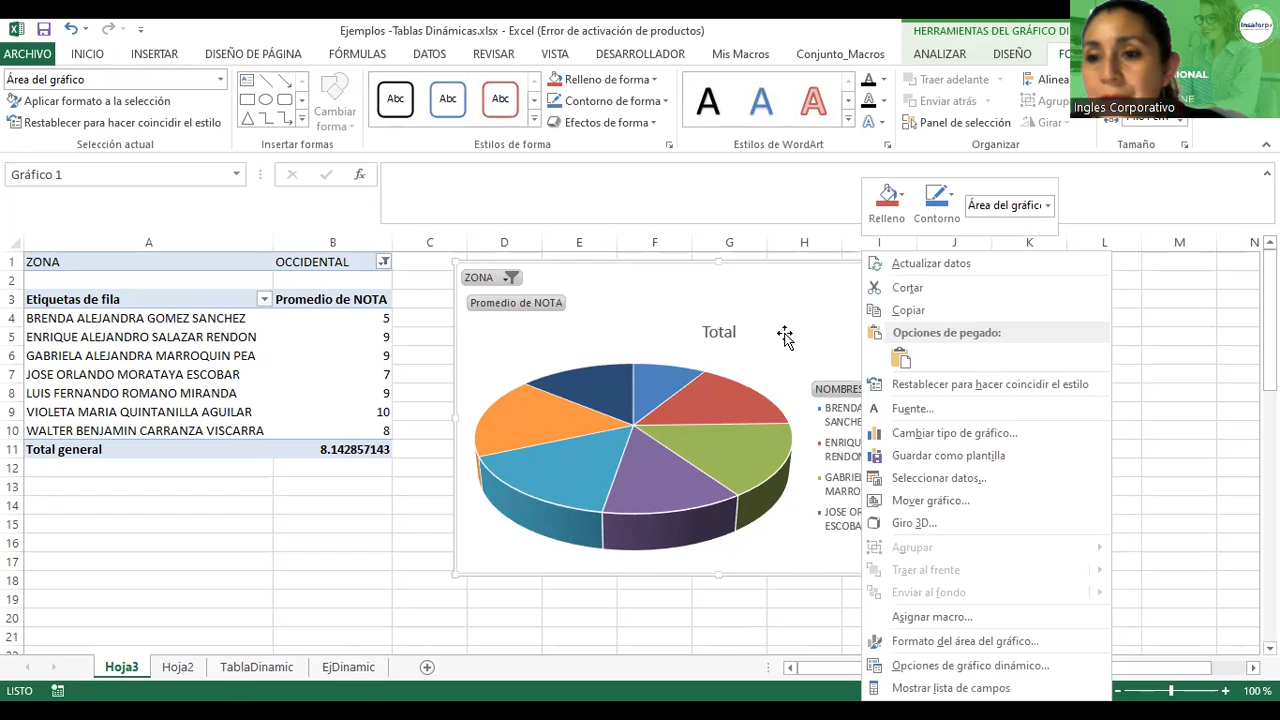 Ejemplos -Tablas Dinámicas.xlsx - Excel (Error de activación de productos)
HERRAMIENTAS DEL GRÁFICO DI
ARCHIVO INICIO INSERTAR DISEÑO DE PÁGINA FÓRMULAS DATOS REVISAR VISTA DESARROLLADOR Mis Macros Conjunto_Macros ANALIZAR DISEÑO
Insaforp
Ingles Corporativo
Área del gráfico
Aplicar formato a la selección
Restablecer para hacer coincidir el estilo
Selección actual
Cambiar
forma
Insertar formas
Abc Abc Abc
Relleno de forma
Contorno de forma
Efectos de forma
Estilos de forma
A A A
Estilos de WordArt
Traer adelante
Enviar atrás
Panel de selección
Alinea
Agrup
Girar
Organizar
Tamaño
Gráfico 1
Relleno Contorno Área del gráfic
A B C D E F G H I J K L M N
1 ZONA OCCIDENTAL
2
3 Etiquetas de fila Promedio de NOTA
4 BRENDA ALEJANDRA GOMEZ SANCHEZ 5
5 ENRIQUE ALEJANDRO SALAZAR RENDON 9
6 GABRIELA ALEJANDRA MARROQUIN PEA 9
7 JOSE ORLANDO MORATAYA ESCOBAR 7
8 LUIS FERNANDO ROMANO MIRANDA 9
9 VIOLETA MARIA QUINTANILLA AGUILAR 10
10 WALTER BENJAMIN CARRANZA VISCARRA 8
11 Total general 8.142857143
12
13
14
15
16
17
18
19
20
21
ZONA
Promedio de NOTA
Total
NOMBRES
BRENDA
SANCHE
ENRIQU
RENDON
GABRIEL
MARRO
JOSE OR
ESCOBA
Actualizar datos
Cortar
Copiar
Opciones de pegado:
Restablecer para hacer coincidir el estilo
Fuente...
Cambiar tipo de gráfico...
Guardar como plantilla
Seleccionar datos...
Mover gráfico...
Giro 3D...
Agrupar
Traer al frente
Enviar al fondo
Asignar macro...
Formato del área del gráfico...
Opciones de gráfico dinámico...
Mostrar lista de campos
Hoja3 Hoja2 TablaDinamic EjDinamic
LISTO
100 %